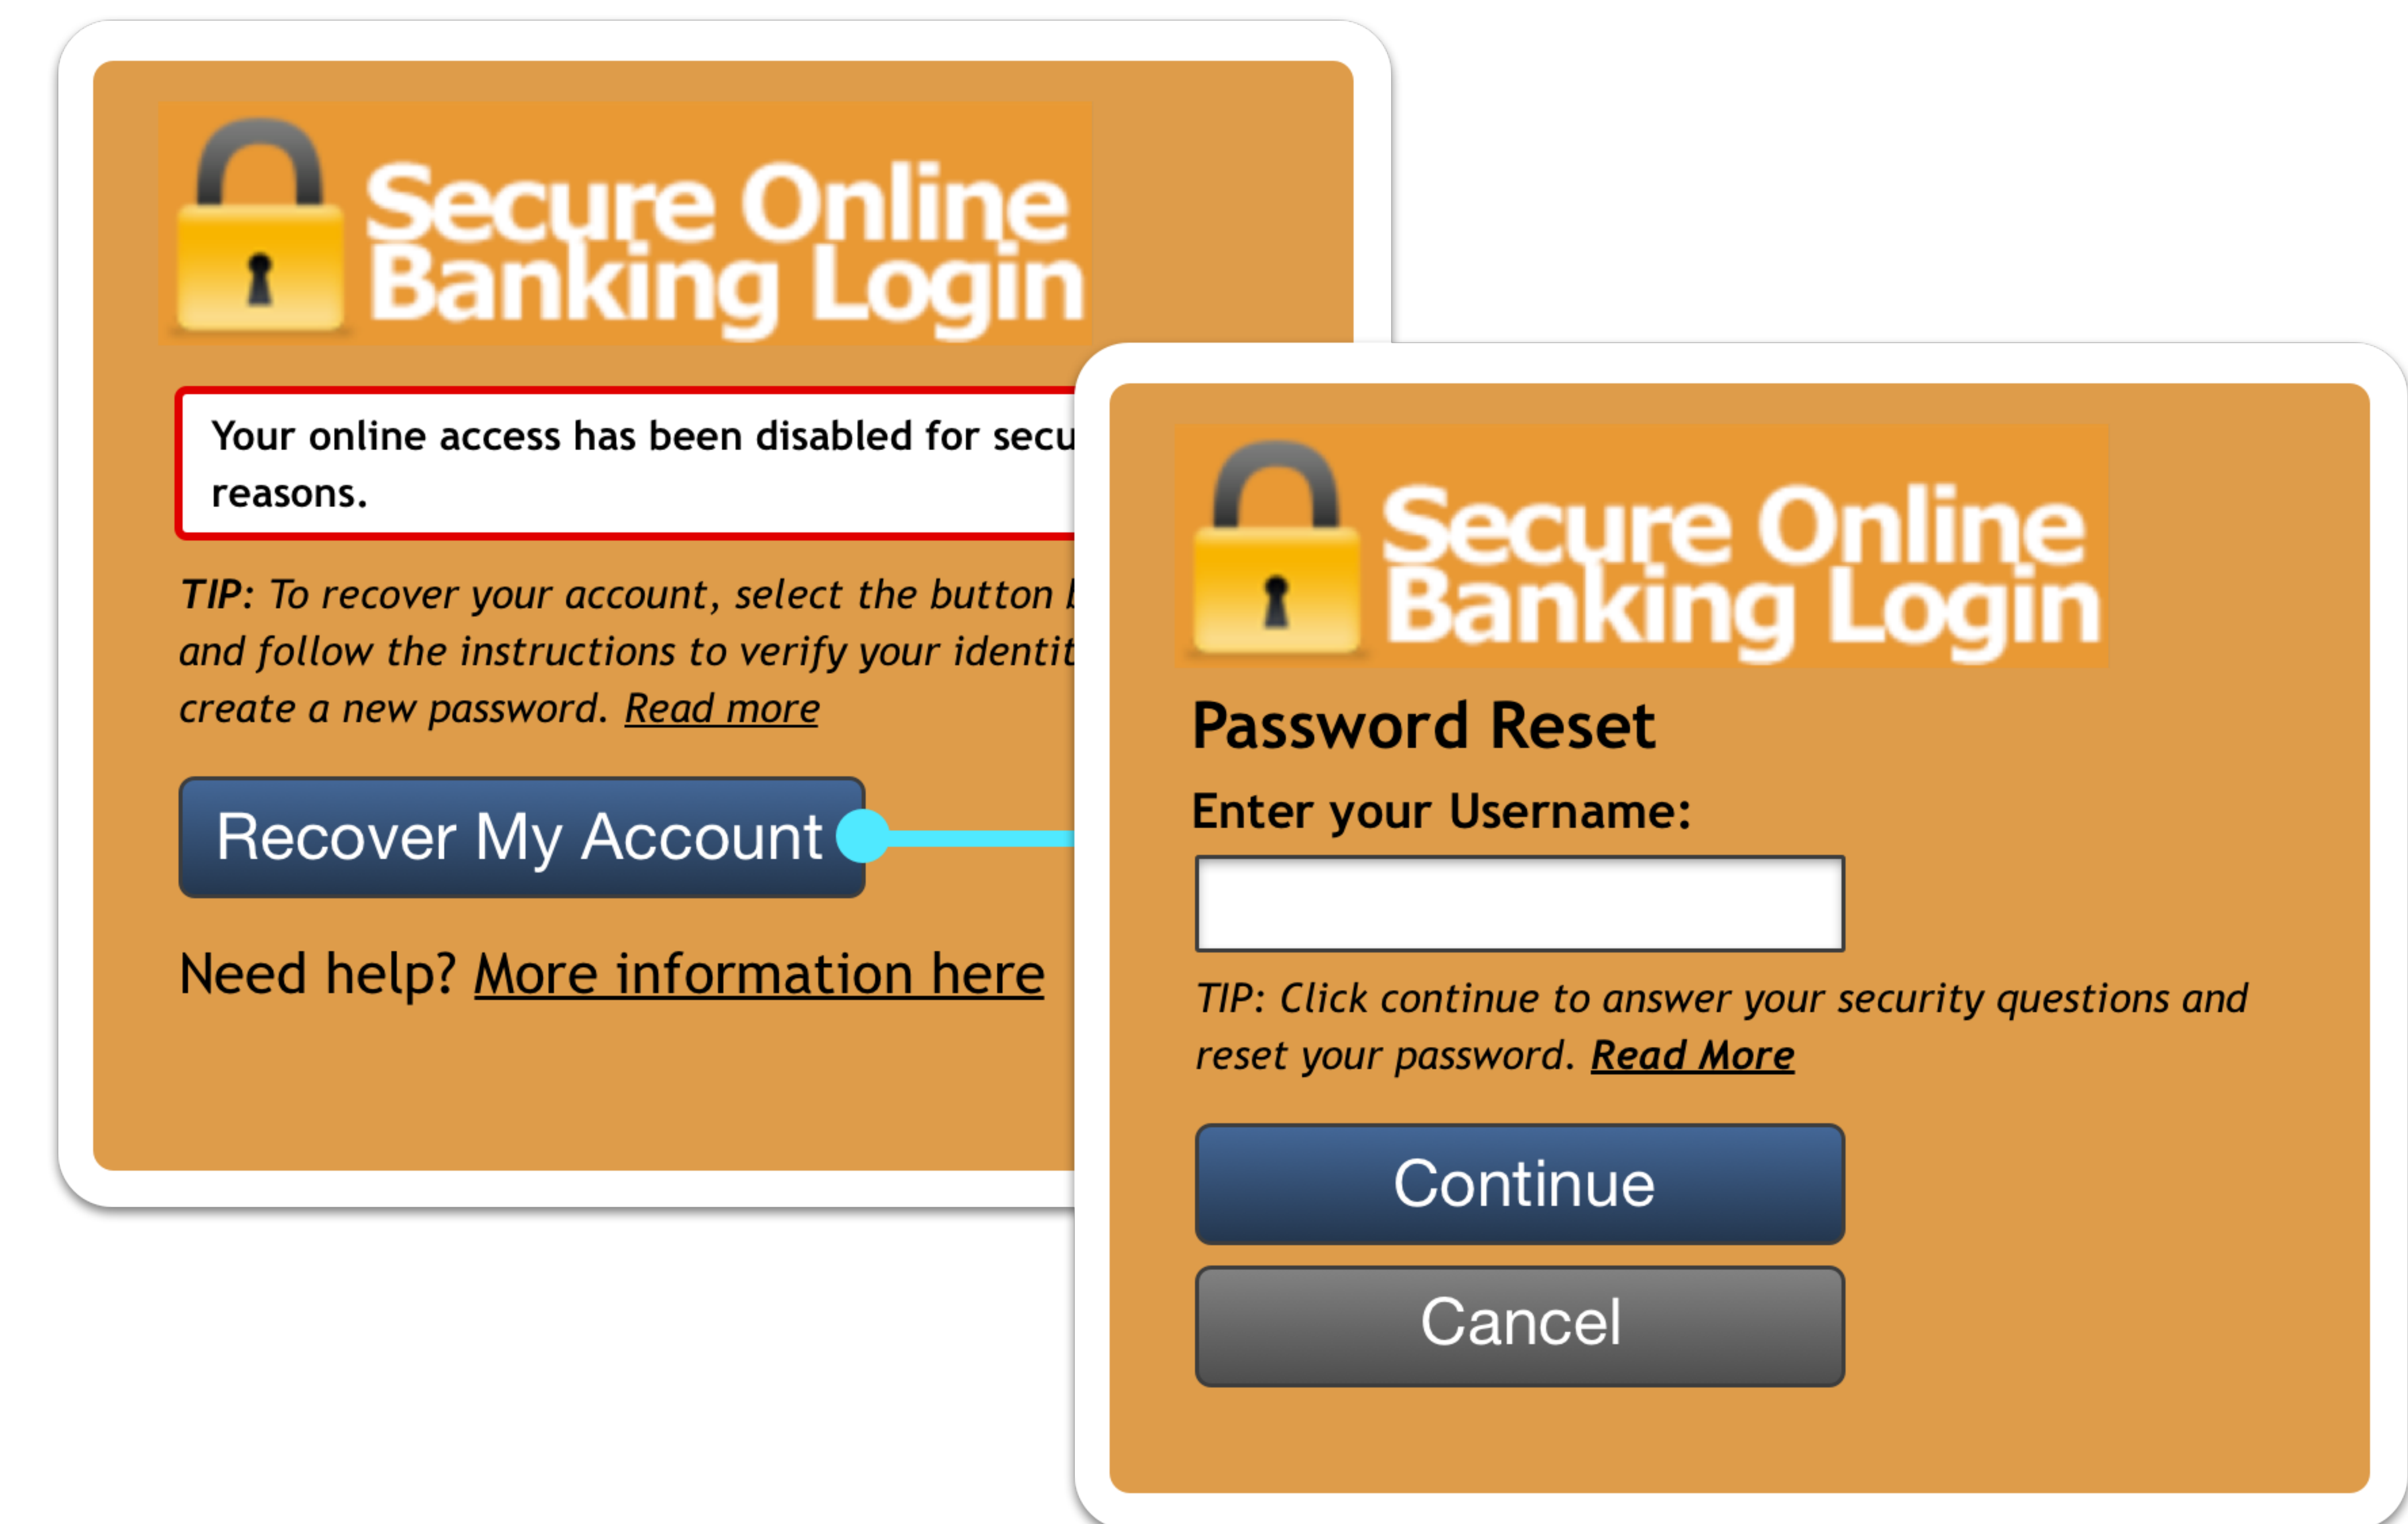 Secure Online
Banking Login
Your online access has been disabled for secu
reasons.
TIP: To recover your account, select the button
and follow the instructions to verify your identit
create a new password. Read more
Recover My Account
Need help? More information here
Secure Online
Banking Login
Password Reset
Enter your Username:
TIP: Click continue to answer your security questions and
reset your password. Read More
Continue
Cancel